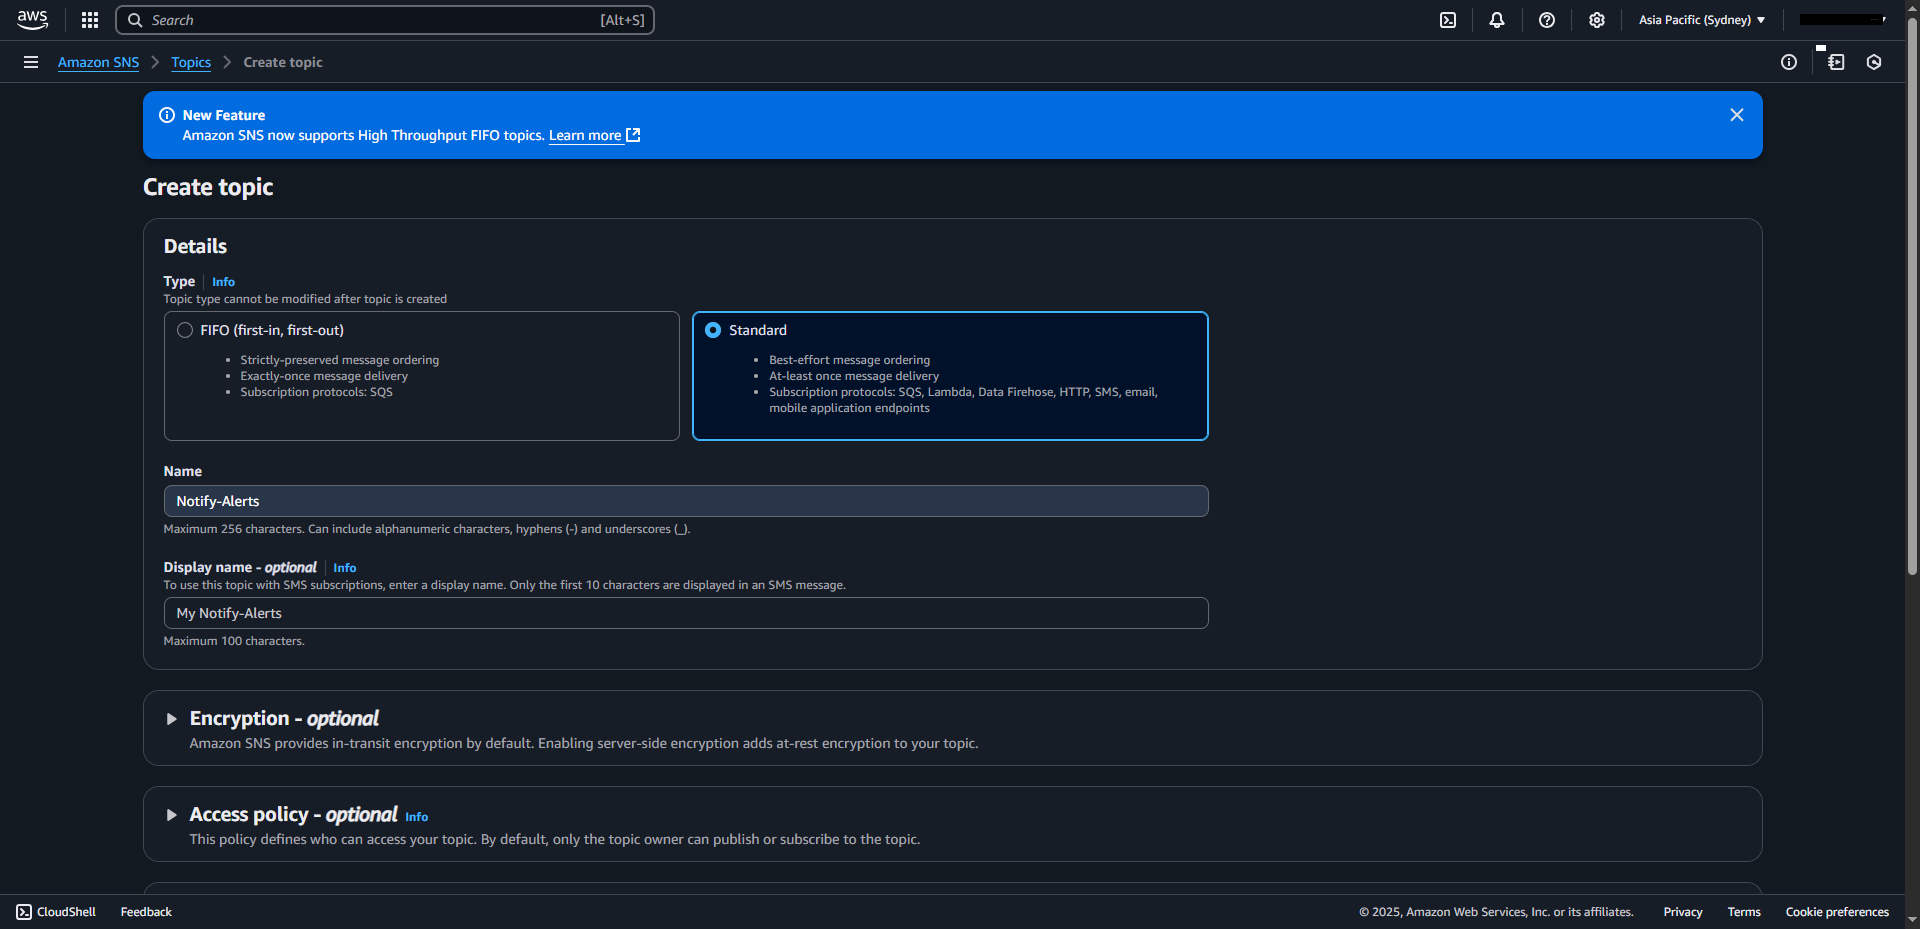 aws
Search [Alt+S]
Asia Pacific (Sydney)
Amazon SNS
Topics
Create topic
New Feature
Amazon SNS now supports High Throughput FIFO topics. Learn more
Create topic
Details
Type Info
Topic type cannot be modified after topic is created
FIFO (first-in, first-out)
Strictly-preserved message ordering
Exactly-once message delivery
Subscription protocols: SQS
Standard
Best-effort message ordering
At-least once message delivery
Subscription protocols: SQS, Lambda, Data Firehose, HTTP, SMS, email,
mobile application endpoints
Name
Notify-Alerts
Maximum 256 characters. Can include alphanumeric characters, hyphens (-) and underscores (_).
Display name - optional Info
To use this topic with SMS subscriptions, enter a display name. Only the first 10 characters are displayed in an SMS message.
My Notify-Alerts
Maximum 100 characters.
Encryption - optional
Amazon SNS provides in-transit encryption by default. Enabling server-side encryption adds at-rest encryption to your topic.
Access policy - optional Info
This policy defines who can access your topic. By default, only the topic owner can publish or subscribe to the topic.
CloudShell
Feedback
© 2025, Amazon Web Services, Inc. or its affiliates.
Privacy
Terms
Cookie preferences